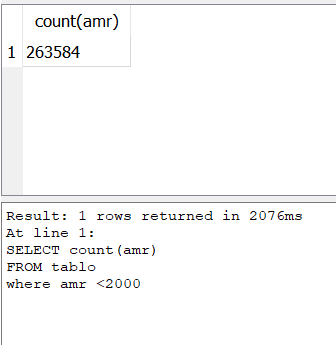 count(amr)
1 263584
Result: 1 rows returned in 2076ms
At line 1:
SELECT count(amr)
FROM tablo
where amr <2000